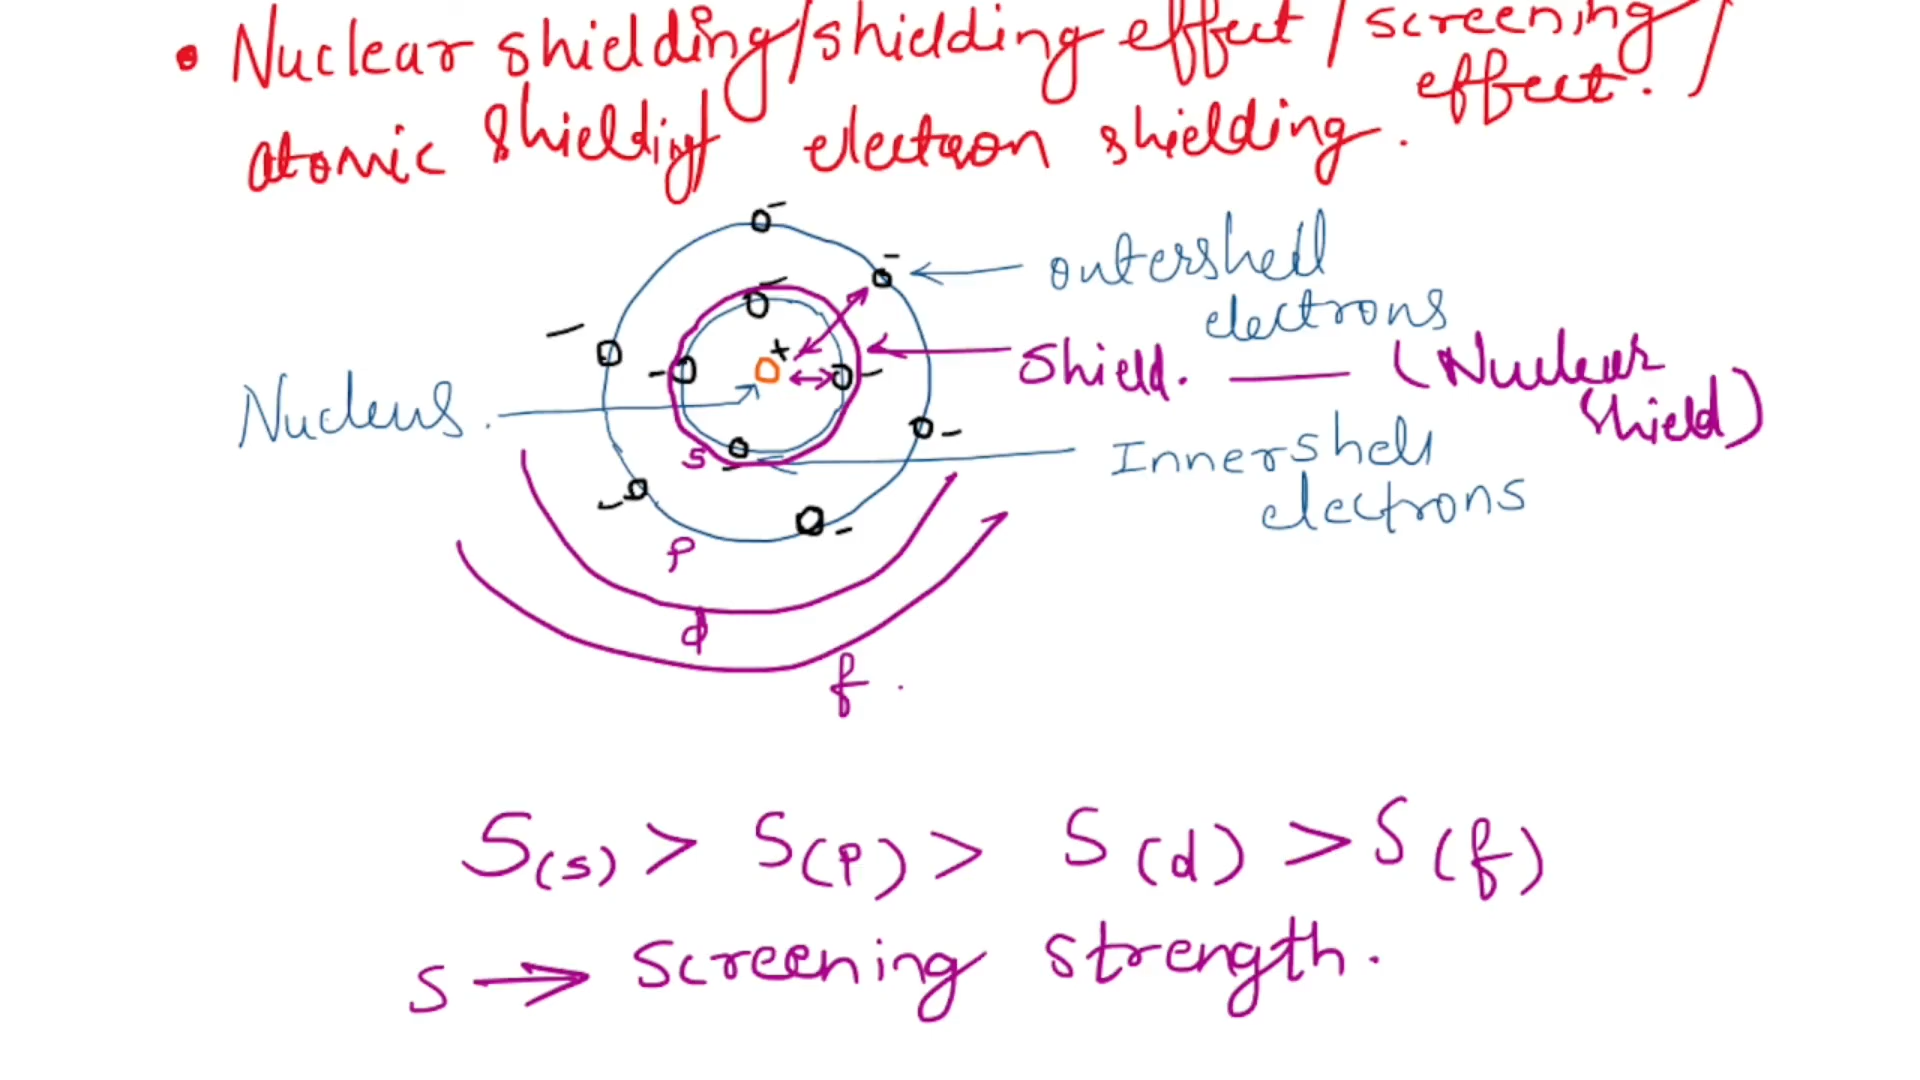 • Nuclear shielding/shielding effect/screening effect./
atomic shielding electron shielding.
outershell
electrons
Shield. — (Nuclear
shield)
Nucleus.
Innershell
electrons
s
p
d
f.
S(s) > S(p) > S(d) > S(f)
S → Screening strength.